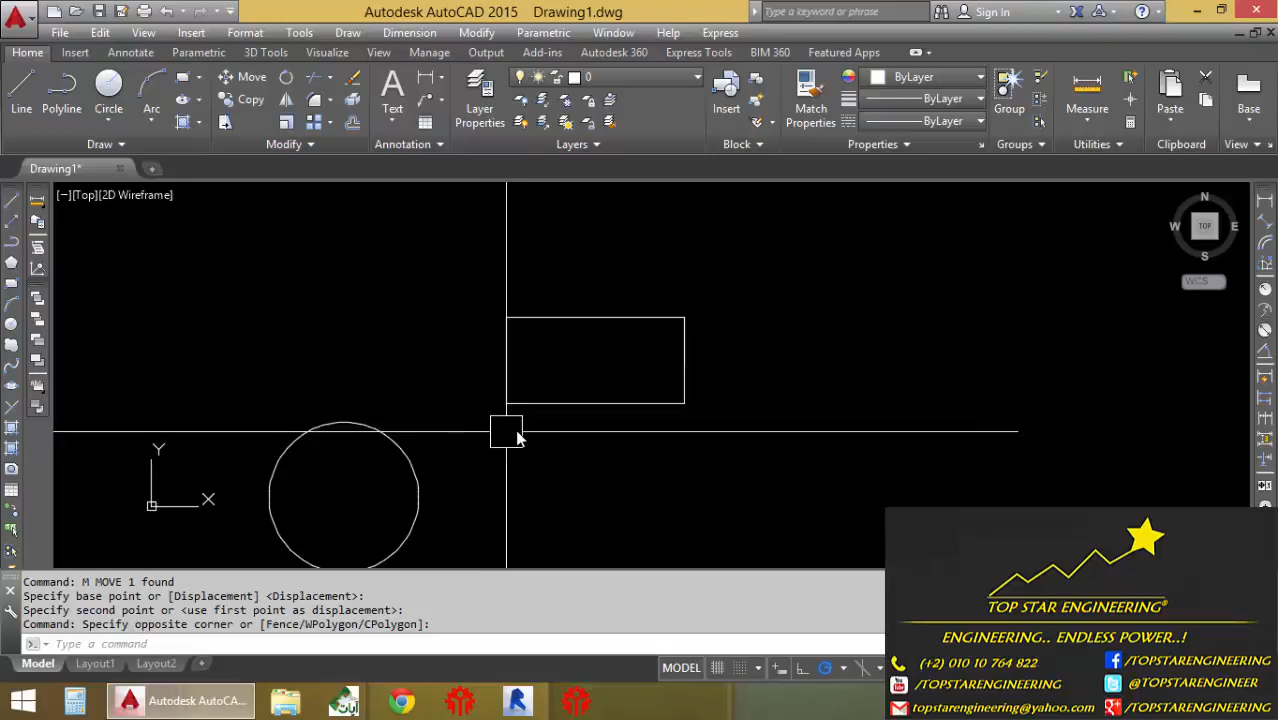 Autodesk AutoCAD 2015 Drawing1.dwg
Type a keyword or phrase
Sign In
File Edit View Insert Format Tools Draw Dimension Modify Parametric Window Help Express
Home Insert Annotate Parametric 3D Tools Visualize View Manage Output Add-ins Autodesk 360 Express Tools BIM 360 Featured Apps
Move
0
ByLayer
Copy
ByLayer
Line Polyline Circle Arc
Text
Layer
Properties
Insert
Match
Properties
ByLayer
Group
Measure
Paste
Base
Draw Modify Annotation Layers Block Properties Groups Utilities Clipboard View
Drawing1*
[−][Top][2D Wireframe]
N
W TOP E
S
WCS
Y
X
Command: M MOVE 1 found
Specify base point or [Displacement] <Displacement>:
Specify second point or <use first point as displacement>:
Command: Specify opposite corner or [Fence/WPolygon/CPolygon]:
Type a command
Model Layout1 Layout2 +
MODEL
TOP STAR ENGINEERING®
ENGINEERING.. ENDLESS POWER..!
(+2) 010 10 764 822
/TOPSTARENGINEERING
/TOPSTARENGINEERING
@TOPSTARENGINEER
topstarengineering@yahoo.com
/TOPSTARENGINEERING
Autodesk AutoCA...